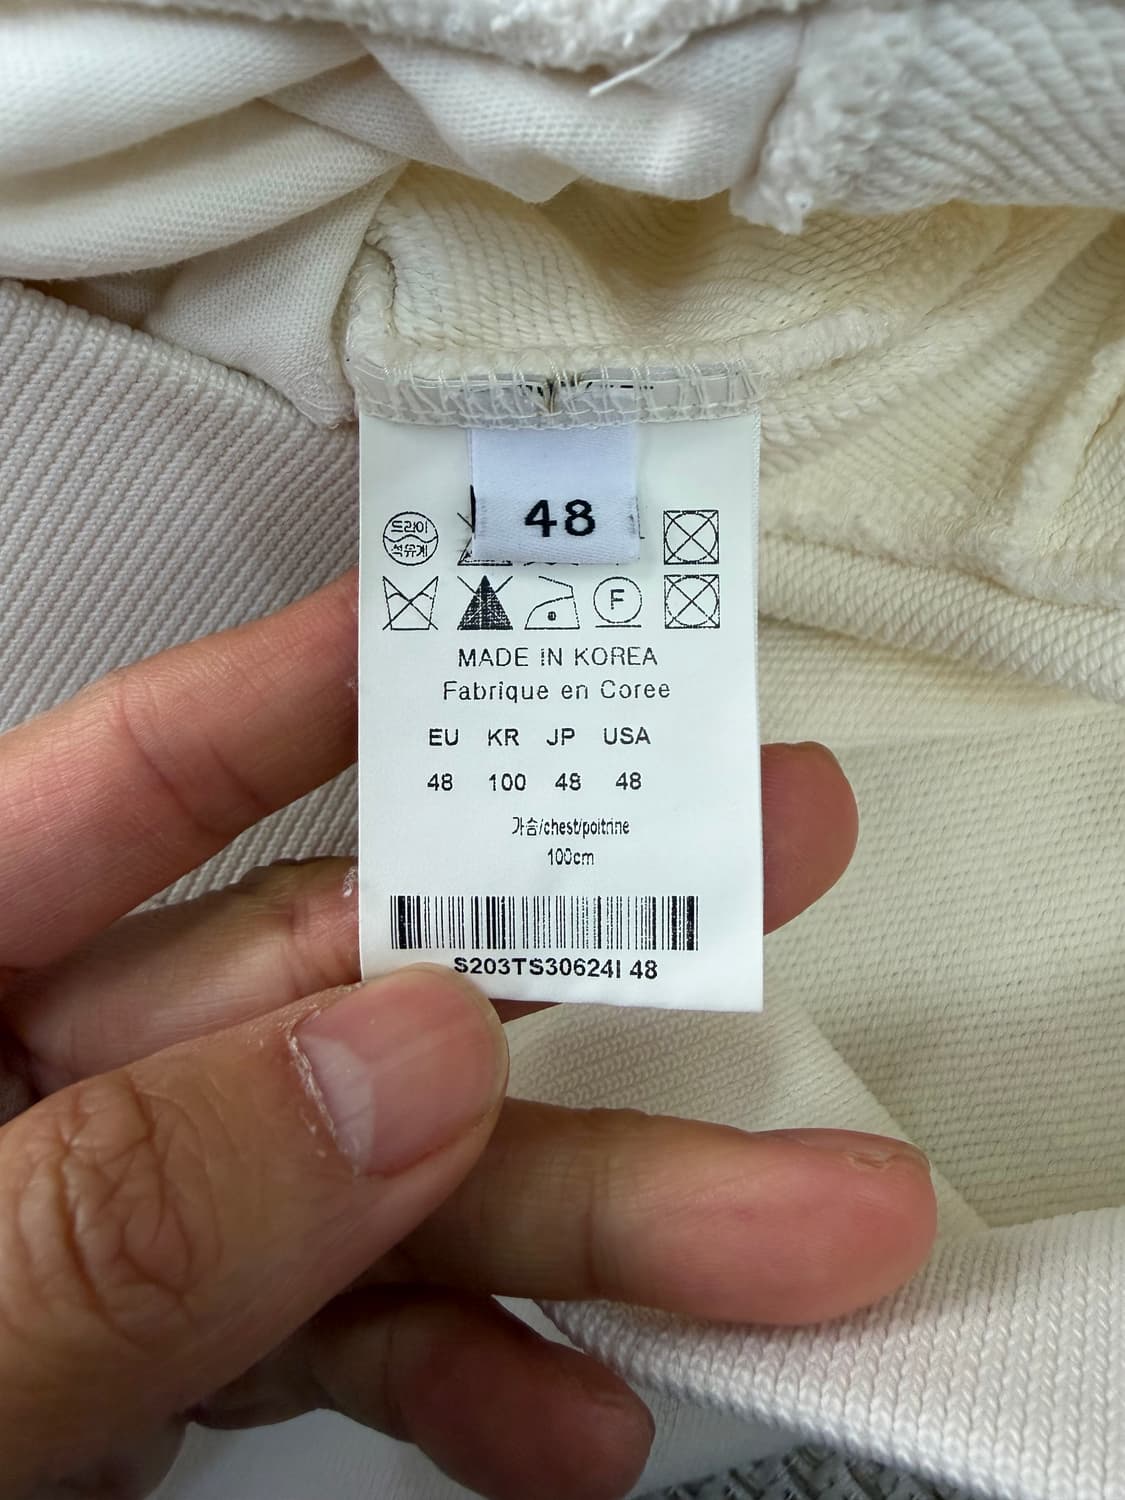 48
드라이
석유계
F
MADE IN KOREA
Fabrique en Coree
EU KR JP USA
48 100 48 48
가슴/chest/poitrine
100cm
S203TS30624I 48